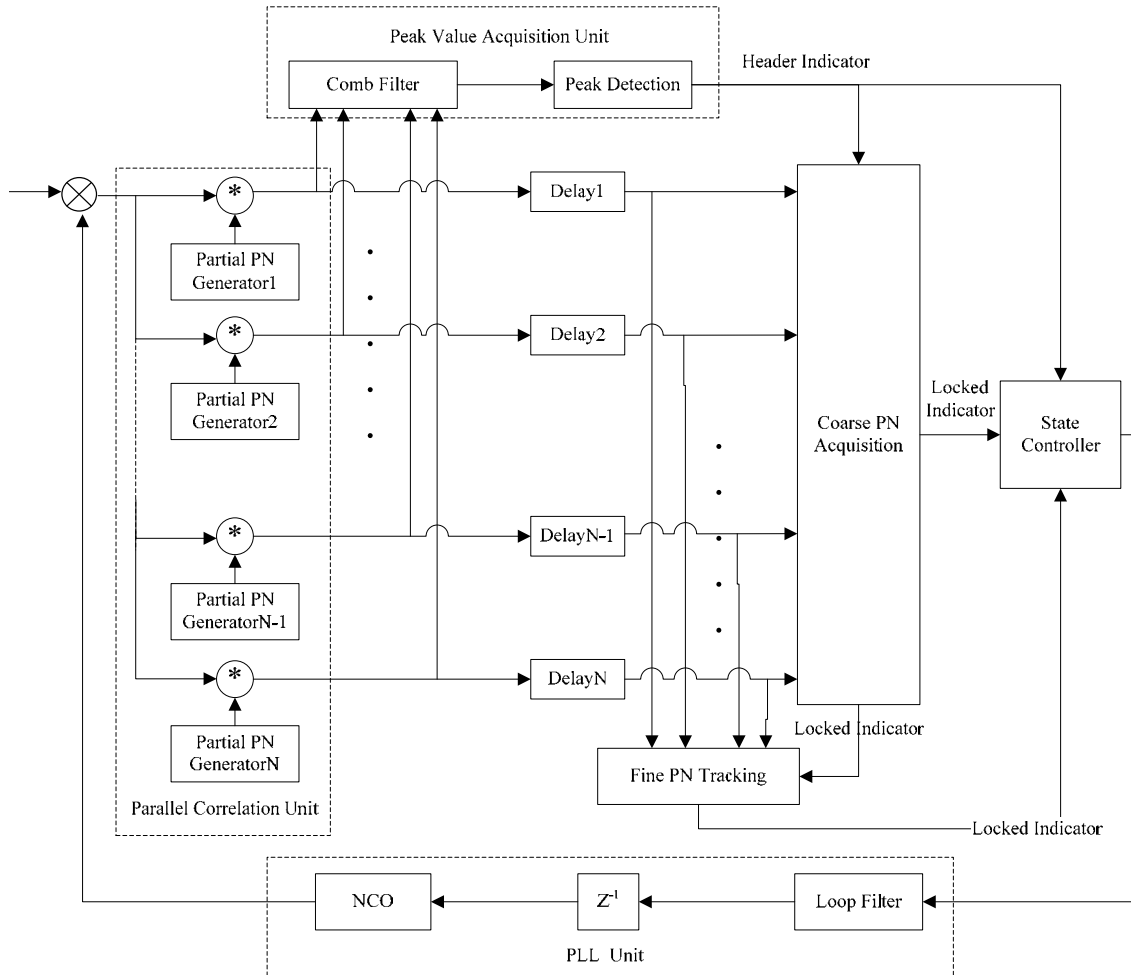 Peak Value Acquisition Unit
Comb Filter
Peak Detection
Header Indicator
*
Delay1
Partial PN
Generator1
*
Delay2
Partial PN
Generator2
Coarse PN
Acquisition
Locked
Indicator
State
Controller
*
DelayN-1
Partial PN
GeneratorN-1
*
DelayN
Partial PN
GeneratorN
Locked Indicator
Fine PN Tracking
Parallel Correlation Unit
Locked Indicator
NCO
Z⁻¹
Loop Filter
PLL Unit